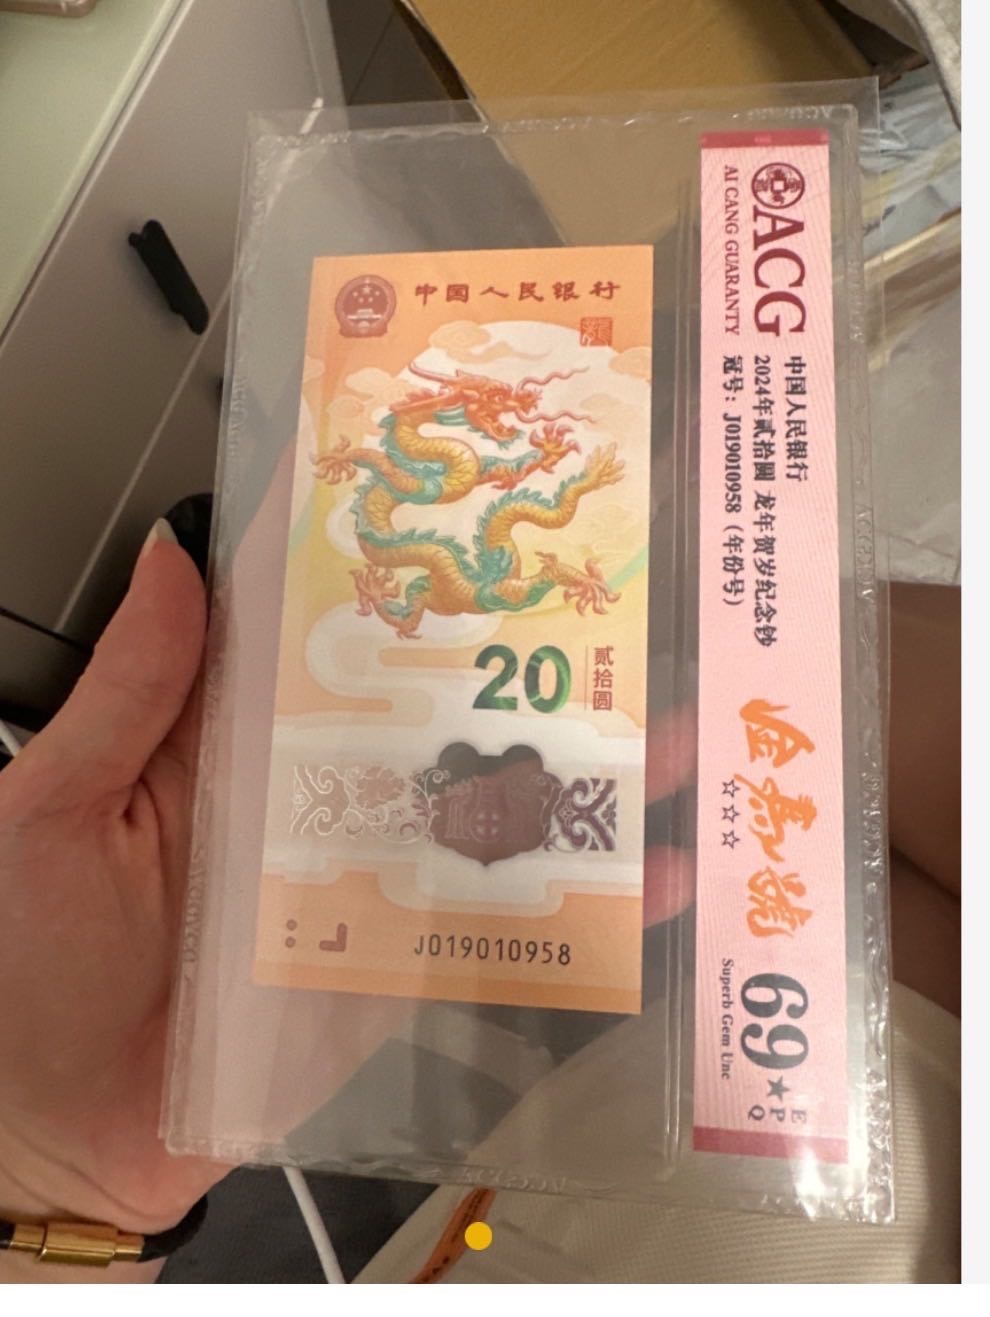 中国人民银行
20
贰拾圆
J019010958
ACG
AI CANG GUARANTY
中国人民银行
2024年贰拾圆 龙年贺岁纪念钞
冠号：J019010958（年份号）
☆☆☆
69★
EPQ
Superb Gem Unc